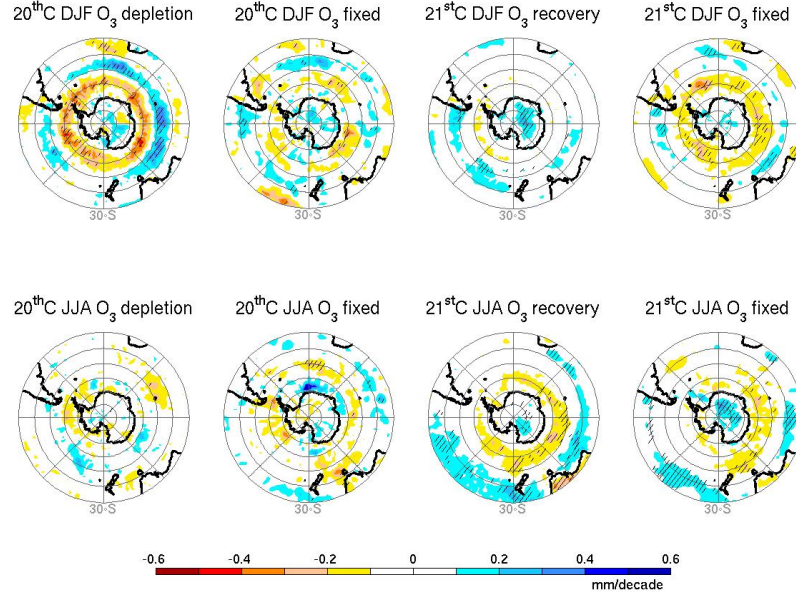 20thC DJF O3 depletion
20thC DJF O3 fixed
21stC DJF O3 recovery
21stC DJF O3 fixed
30◦S
30◦S
30◦S
30◦S
20thC JJA O3 depletion
20thC JJA O3 fixed
21stC JJA O3 recovery
21stC JJA O3 fixed
30◦S
30◦S
30◦S
30◦S
-0.6 -0.4 -0.2 0 0.2 0.4 0.6
mm/decade